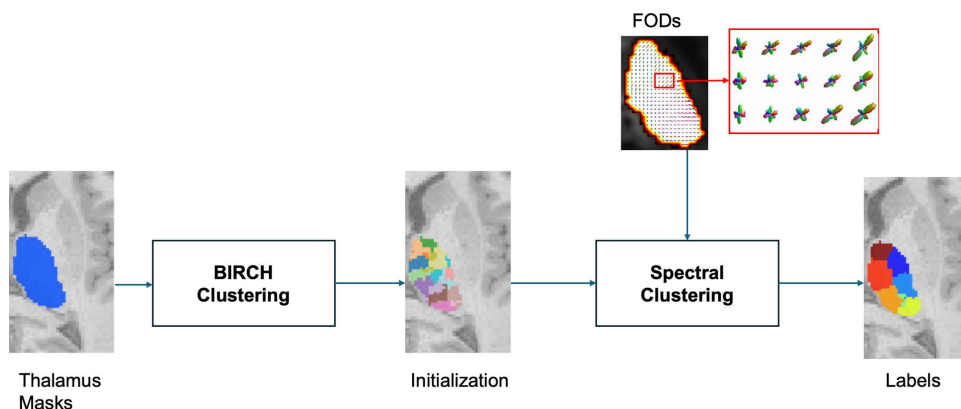 FODs
BIRCH
Clustering
Spectral
Clustering
Thalamus
Masks
Initialization
Labels